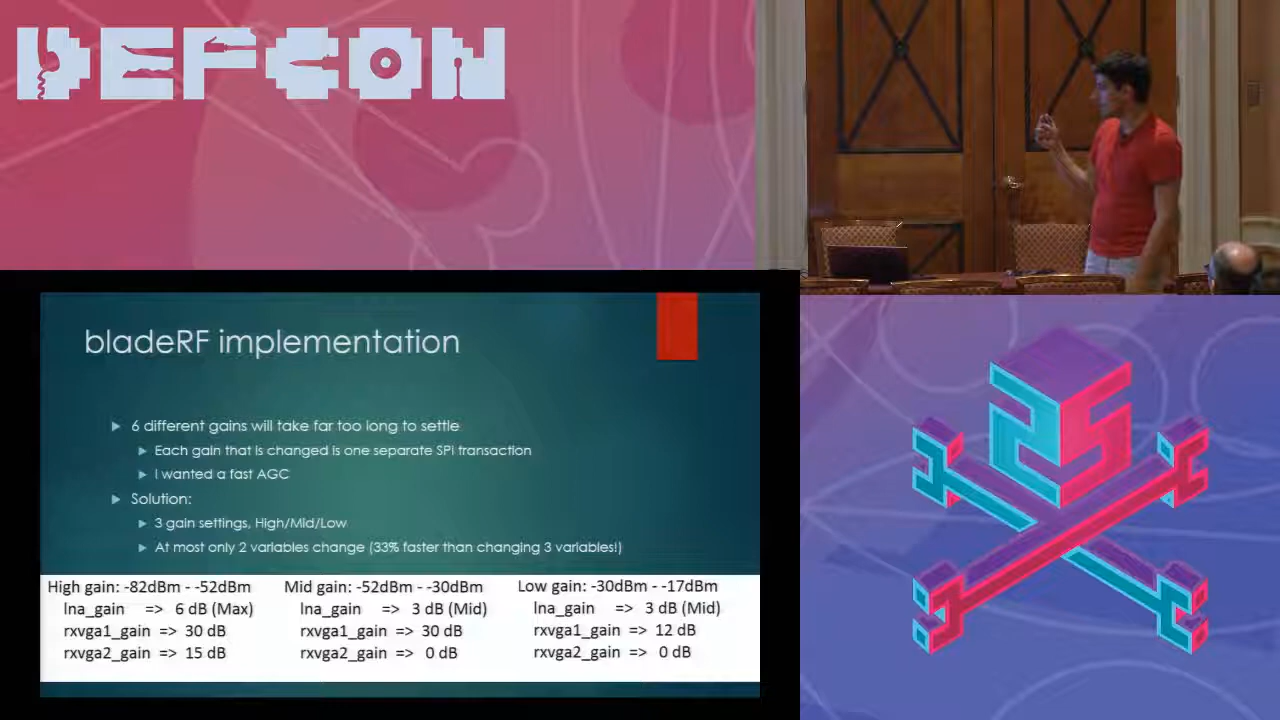 DEFCON
bladeRF implementation
6 different gains will take far too long to settle
Each gain that is changed is one separate SPI transaction
I wanted a fast AGC
Solution:
3 gain settings, High/Mid/Low
At most only 2 variables change (33% faster than changing 3 variables!)
High gain: -82dBm - -52dBm
lna_gain => 6 dB (Max)
rxvga1_gain => 30 dB
rxvga2_gain => 15 dB
Mid gain: -52dBm - -30dBm
lna_gain => 3 dB (Mid)
rxvga1_gain => 30 dB
rxvga2_gain => 0 dB
Low gain: -30dBm - -17dBm
lna_gain => 3 dB (Mid)
rxvga1_gain => 12 dB
rxvga2_gain => 0 dB
25